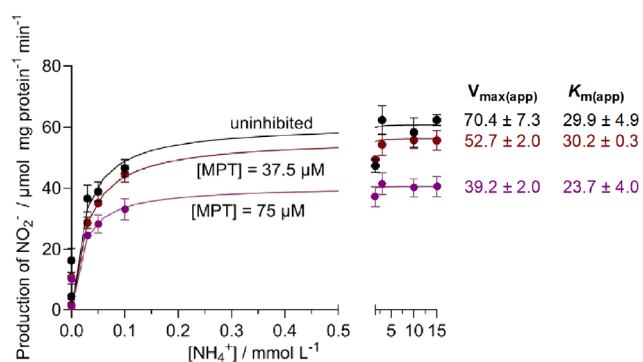 Production of NO₂⁻ / µmol mg protein⁻¹ min⁻¹
80
60
40
20
0
uninhibited
[MPT] = 37.5 µM
[MPT] = 75 µM
0.0 0.1 0.2 0.3 0.4 0.5 5 10 15
[NH₄⁺] / mmol L⁻¹
Vmax(app) Km(app)
70.4 ± 7.3 29.9 ± 4.9
52.7 ± 2.0 30.2 ± 0.3
39.2 ± 2.0 23.7 ± 4.0